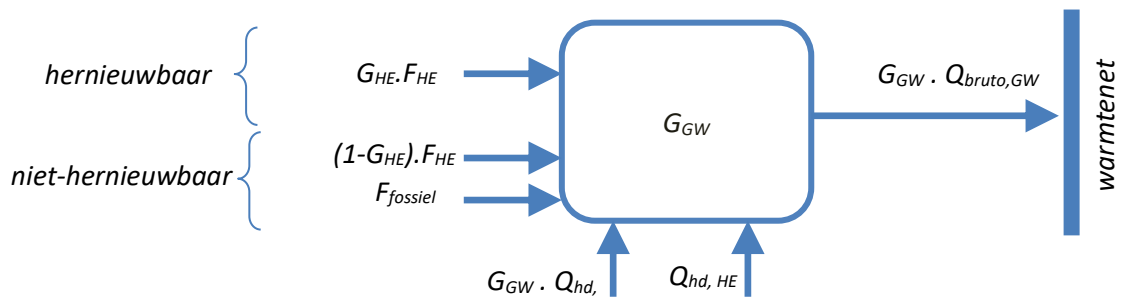 hernieuwbaar
G_HE.F_HE
G_GW . Q_bruto,GW
G_GW
(1-G_HE).F_HE
niet-hernieuwbaar
F_fossiel
warmtenet
G_GW . Q_hd,
Q_hd, HE